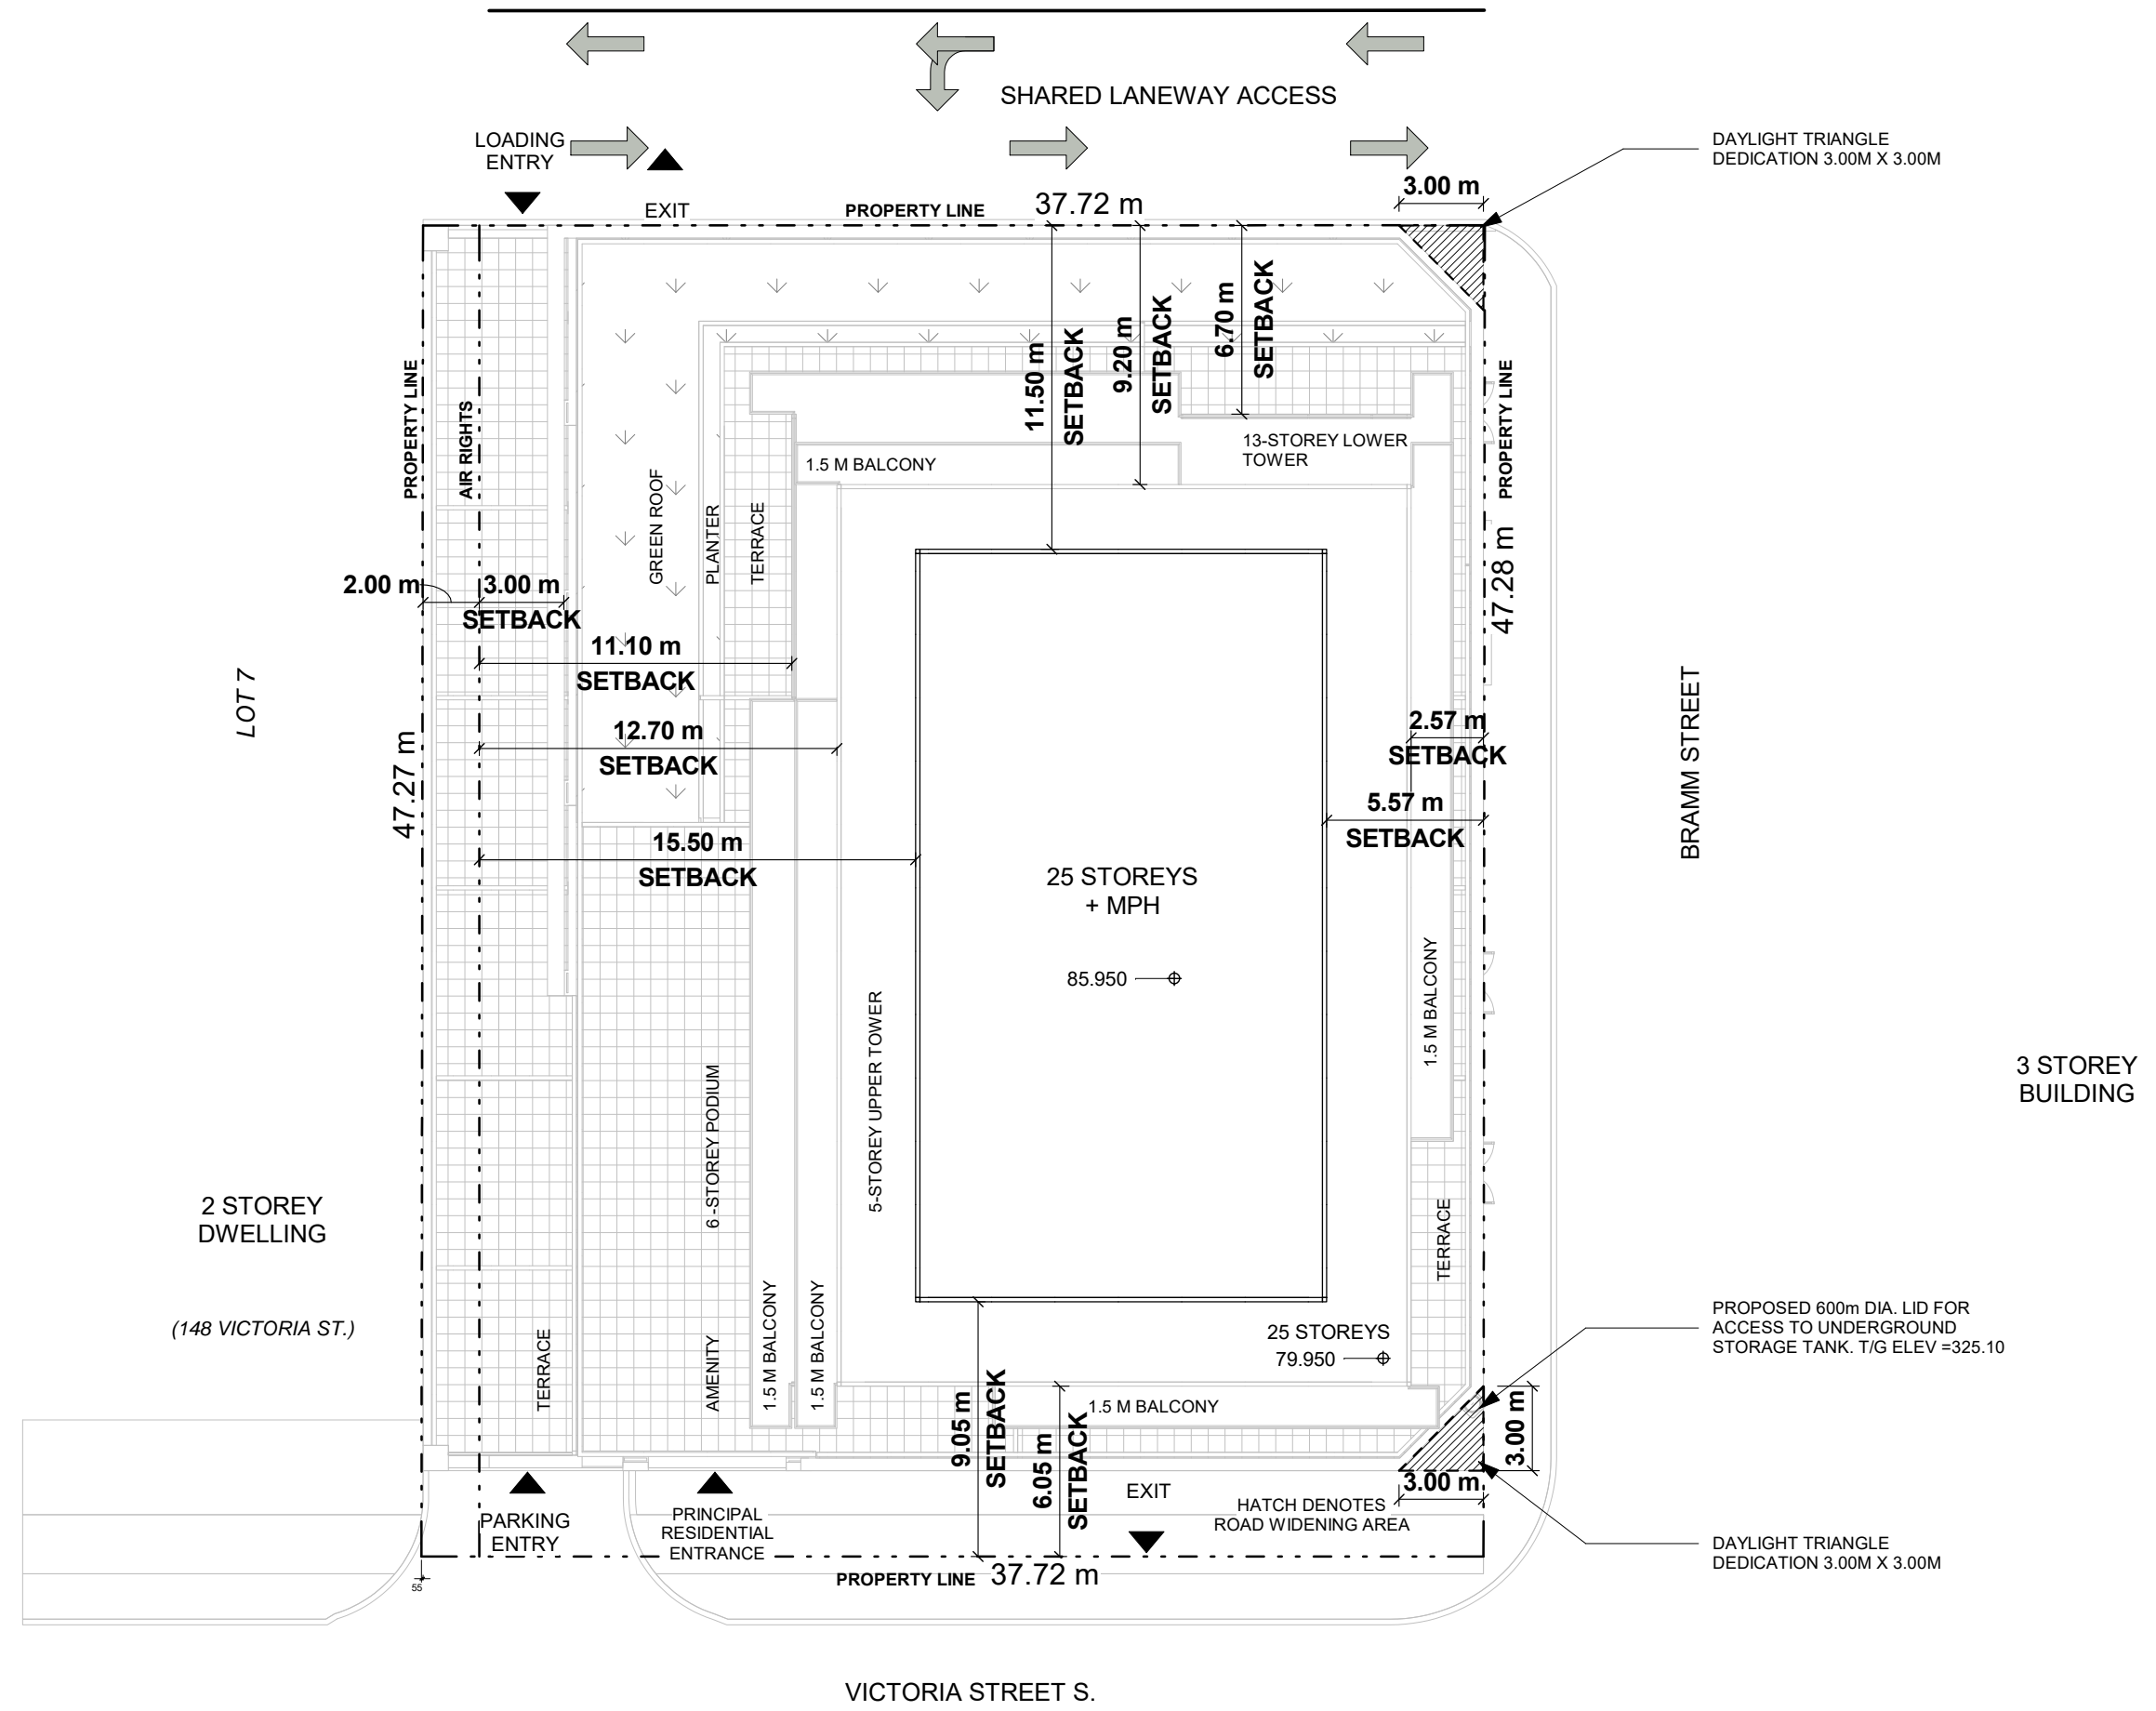 SHARED LANEWAY ACCESS
LOADING
ENTRY
EXIT
PROPERTY LINE
37.72 m
3.00 m
DAYLIGHT TRIANGLE
DEDICATION 3.00M X 3.00M
PROPERTY LINE
AIR RIGHTS
11.50 m
SETBACK
9.20 m
SETBACK
6.70 m
SETBACK
PROPERTY LINE
47.28 m
13-STOREY LOWER
TOWER
1.5 M BALCONY
GREEN ROOF
PLANTER
TERRACE
2.00 m
3.00 m
SETBACK
11.10 m
SETBACK
12.70 m
SETBACK
15.50 m
SETBACK
2.57 m
SETBACK
5.57 m
SETBACK
LOT 7
47.27 m
BRAMM STREET
25 STOREYS
+ MPH
85.950
5-STOREY UPPER TOWER
6 -STOREY PODIUM
1.5 M BALCONY
3 STOREY
BUILDING
2 STOREY
DWELLING
(148 VICTORIA ST.)
TERRACE
AMENITY
1.5 M BALCONY
1.5 M BALCONY
TERRACE
25 STOREYS
79.950
PROPOSED 600m DIA. LID FOR
ACCESS TO UNDERGROUND
STORAGE TANK. T/G ELEV =325.10
9.05 m
SETBACK
6.05 m
SETBACK
1.5 M BALCONY
3.00 m
3.00 m
EXIT
HATCH DENOTES
ROAD WIDENING AREA
PARKING
ENTRY
PRINCIPAL
RESIDENTIAL
ENTRANCE
DAYLIGHT TRIANGLE
DEDICATION 3.00M X 3.00M
55
PROPERTY LINE
37.72 m
VICTORIA STREET S.